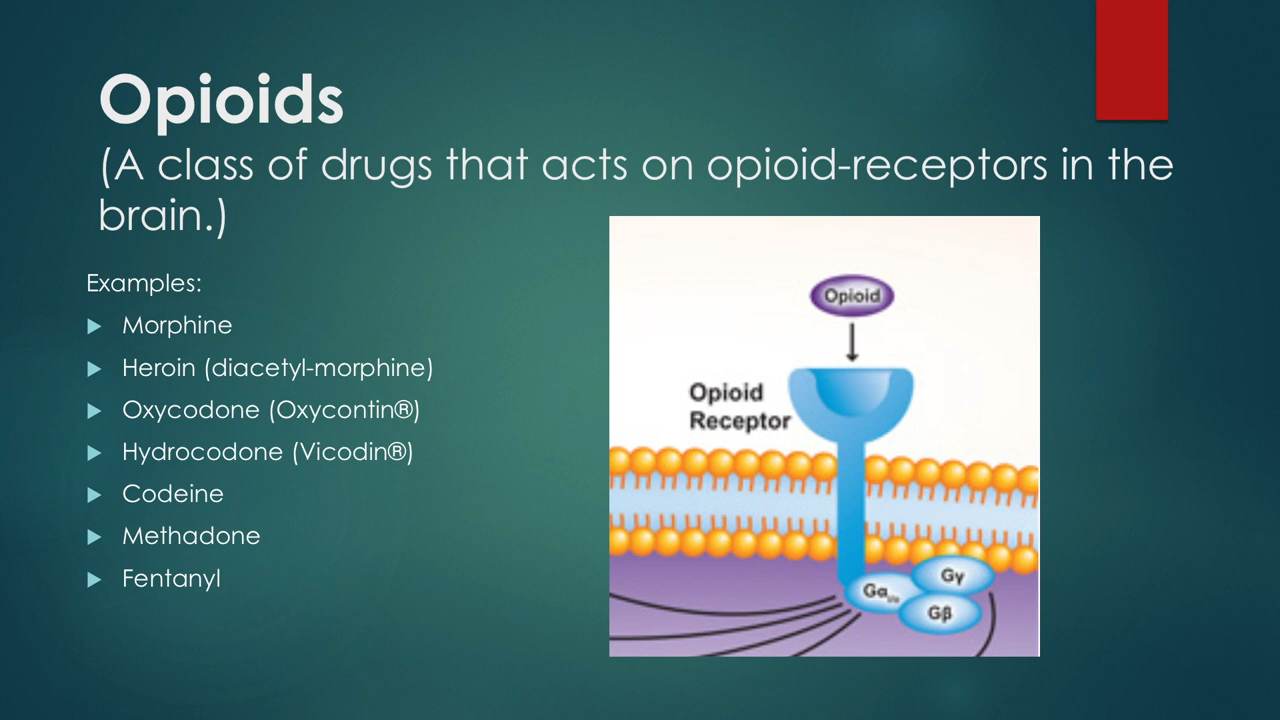 Opioids
(A class of drugs that acts on opioid-receptors in the
brain.)
Examples:
Morphine
Heroin (diacetyl-morphine)
Oxycodone (Oxycontin®)
Hydrocodone (Vicodin®)
Codeine
Methadone
Fentanyl
Opioid
Opioid
Receptor
Gγ
Gα
Gβ